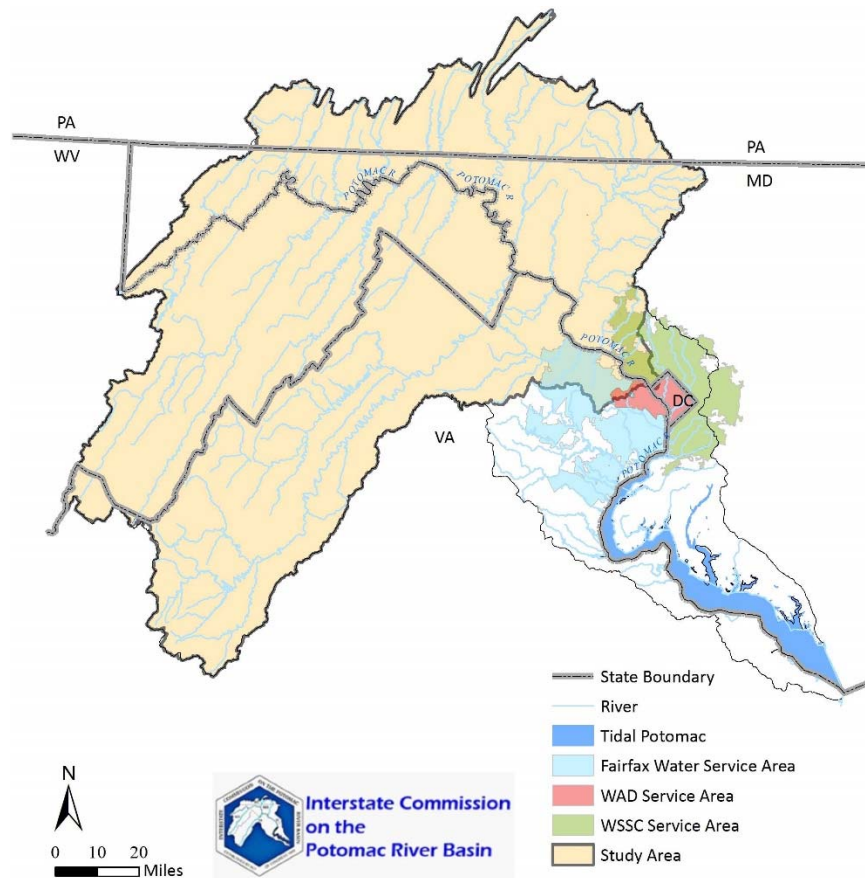 PA
WV
PA
MD
POTOMAC R
POTOMAC R
POTOMAC R
DC
VA
POTOMAC R
State Boundary
River
Tidal Potomac
Fairfax Water Service Area
WAD Service Area
WSSC Service Area
Study Area
N
0 10 20
Miles
Interstate Commission
on the
Potomac River Basin